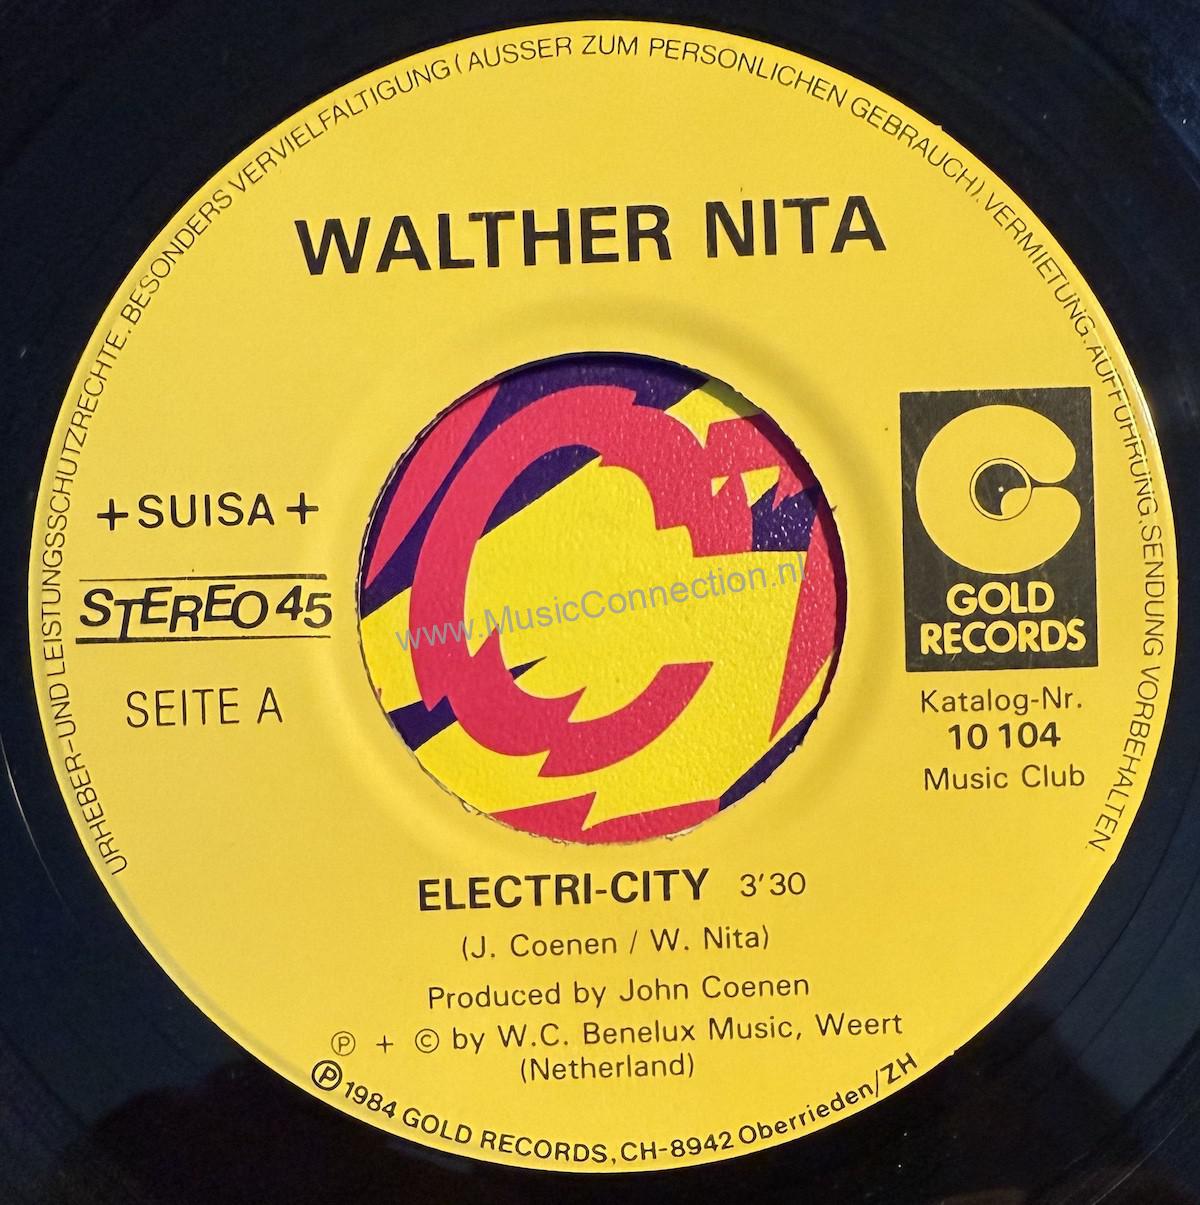 URHEBER-UND LEISTUNGSSCHUTZRECHTE. BESONDERS VERVIELFALTIGUNG (AUSSER ZUM PERSONLICHEN GEBRAUCH). VERMIETUNG. AUFFUHRUNG. SENDUNG VORBEHALTEN.
WALTHER NITA
+SUISA+
STEREO 45
SEITE A
GOLD
RECORDS
Katalog-Nr.
10 104
Music Club
www.MusicConnection.nl
ELECTRI-CITY 3'30
(J. Coenen / W. Nita)
Produced by John Coenen
℗ + © by W.C. Benelux Music, Weert
(Netherland)
℗ 1984 GOLD RECORDS, CH-8942 Oberrieden/ZH